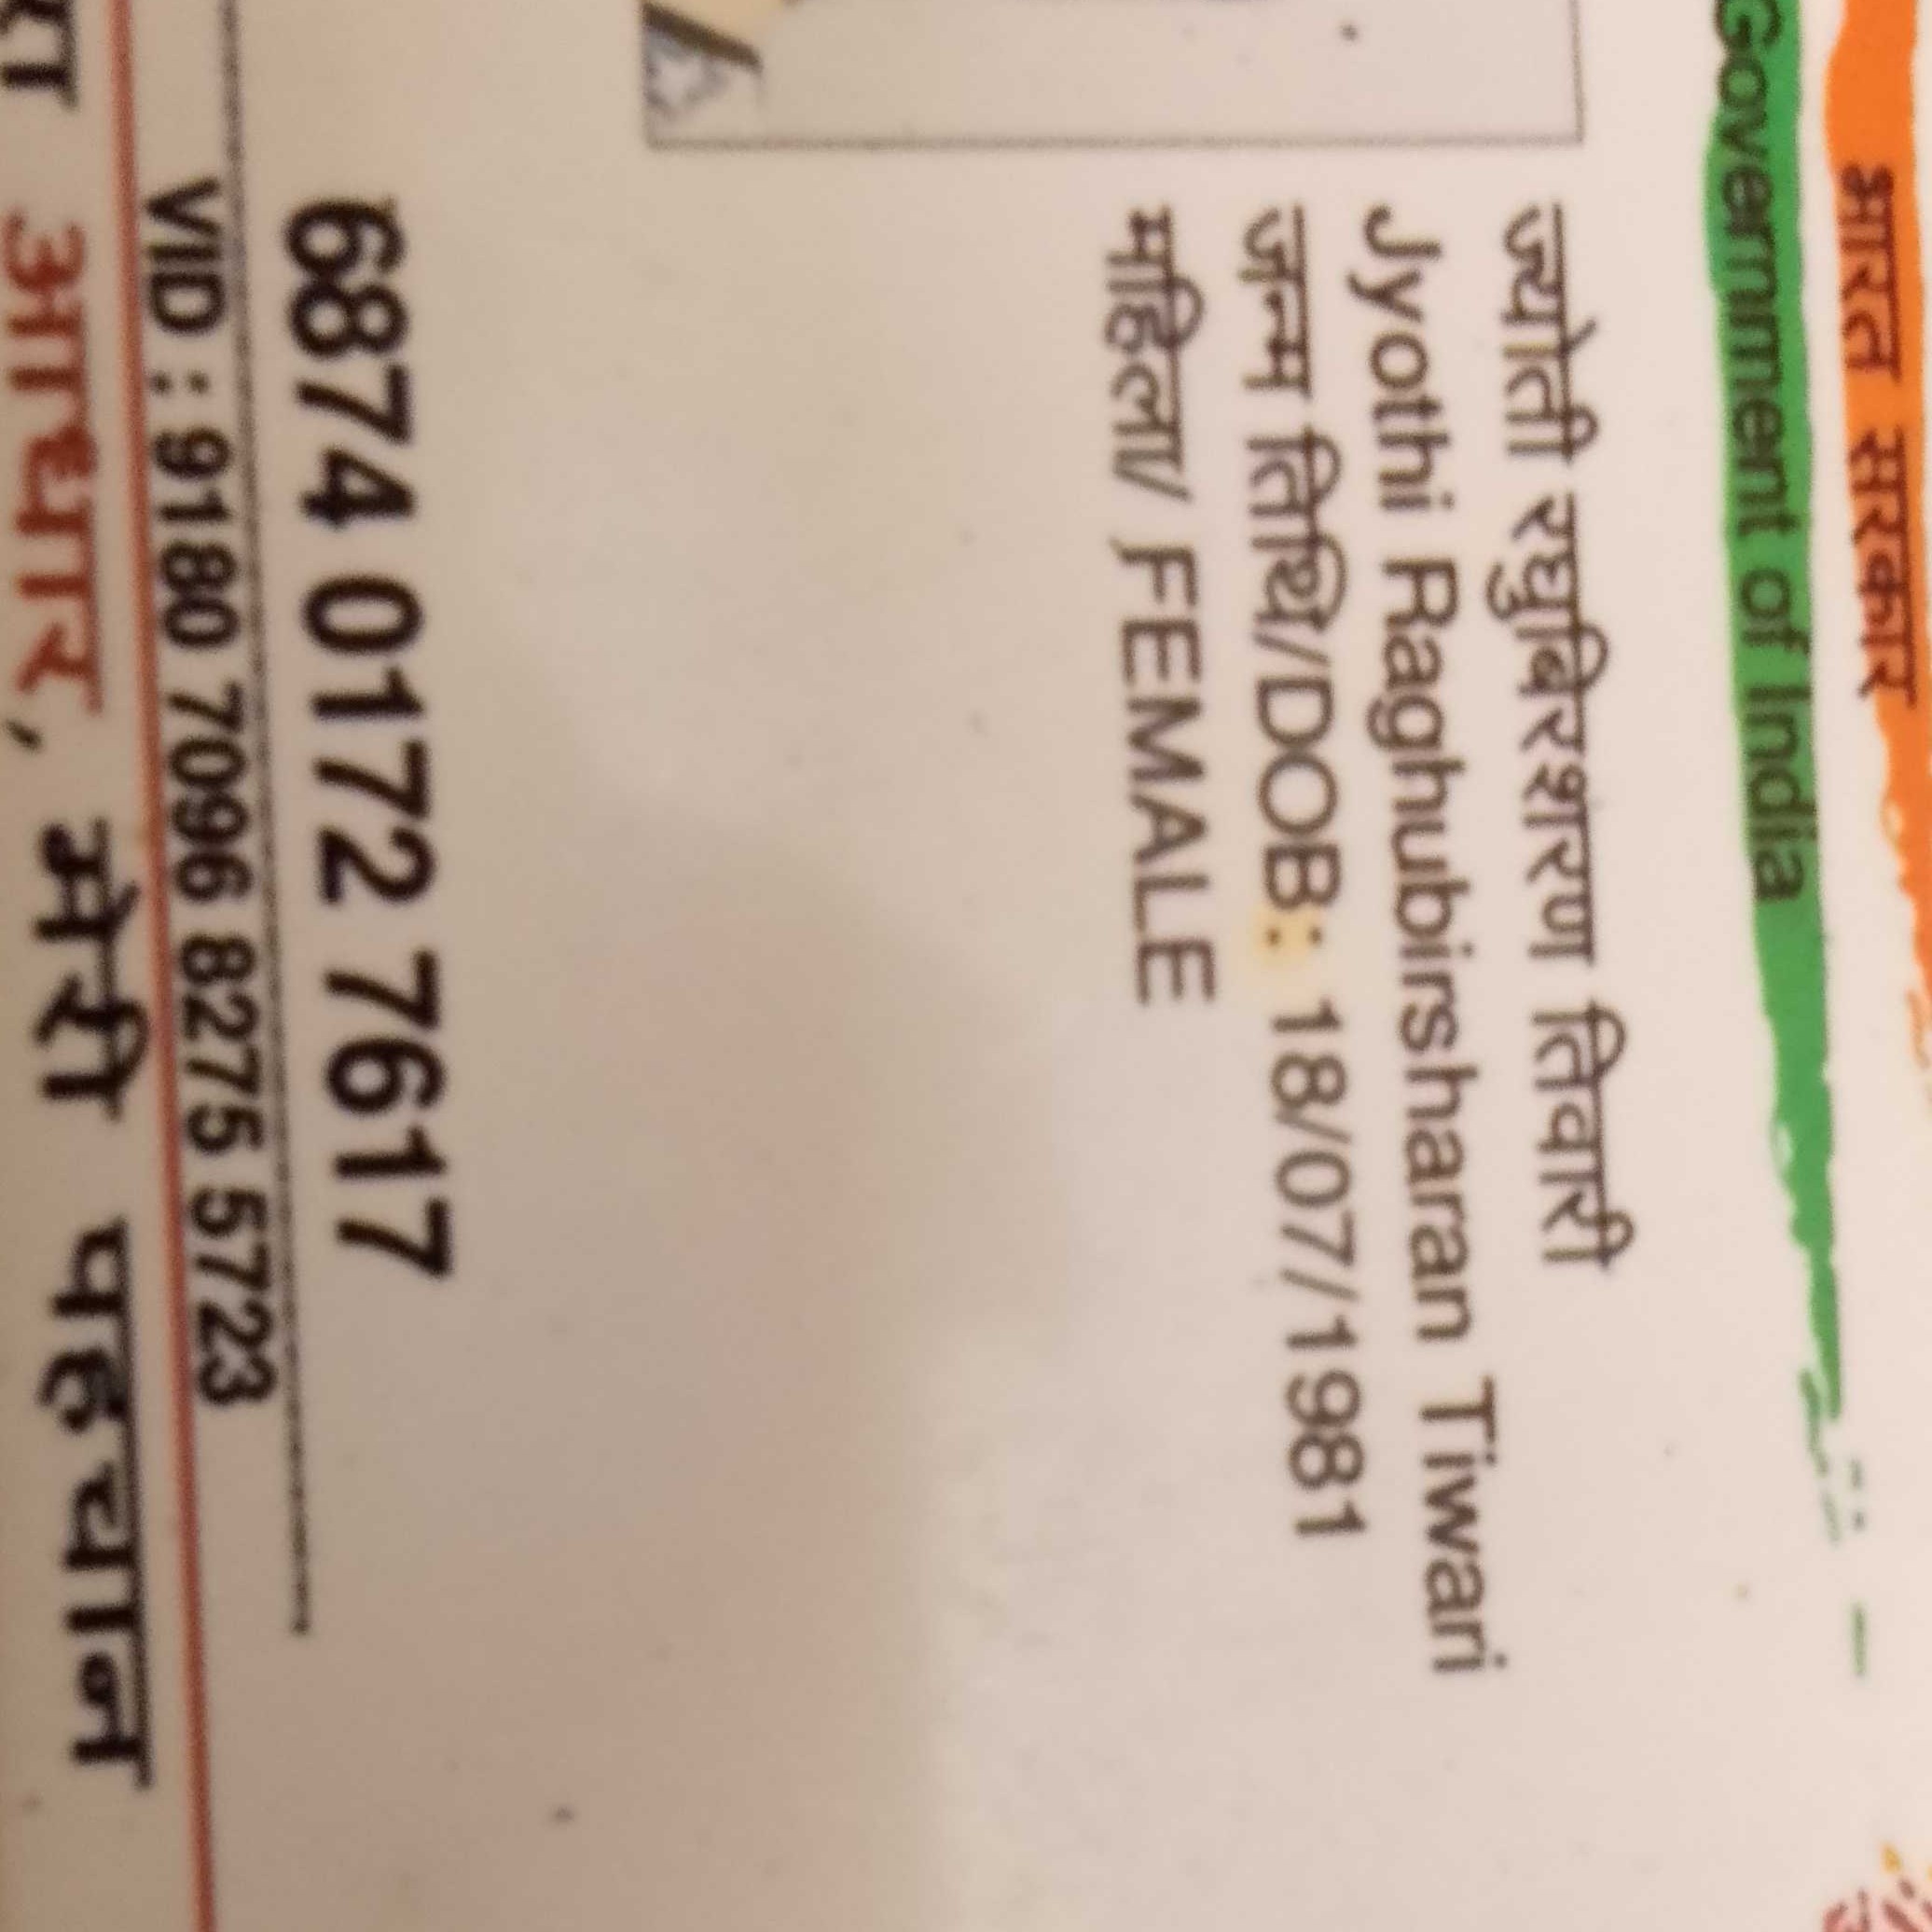 भारत सरकार
Government of India
ज्योती रघुबिरशरण तिवारी
Jyothi Raghubirsharan Tiwari
जन्म तिथि/DOB: 18/07/1981
महिला/ FEMALE
6874 0172 7617
VID : 9180 7096 8275 5723
आधार, मेरी पहचान